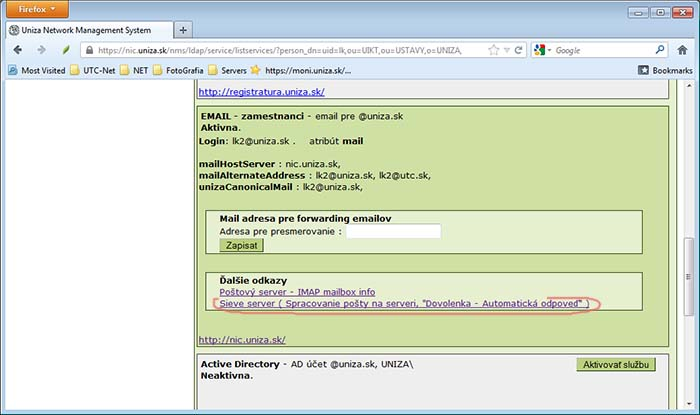 Firefox
Uniza Network Management System
https://nic.uniza.sk/nms/ldap/service/listservices/?person_dn=uid=lk,ou=UIKT,ou=USTAVY,o=UNIZA,
Google
Most Visited UTC-Net NET FotoGrafia Servers https://moni.uniza.sk/... Bookmarks
http://registratura.uniza.sk/
EMAIL - zamestnanci - email pre @uniza.sk
Aktivna.
Login: lk2@uniza.sk . atribút mail
mailHostServer : nic.uniza.sk,
mailAlternateAddress : lk2@uniza.sk, lk2@utc.sk,
unizaCanonicalMail : lk2@uniza.sk,
Mail adresa pre forwarding emailov
Adresa pre presmerovanie :
Zapisat
Ďalšie odkazy
Poštový server - IMAP mailbox info
Sieve server ( Spracovanie pošty na serveri, "Dovolenka - Automatická odpoveď" )
http://nic.uniza.sk/
Active Directory - AD účet @uniza.sk, UNIZA\
Aktivovať službu
Neaktivna.